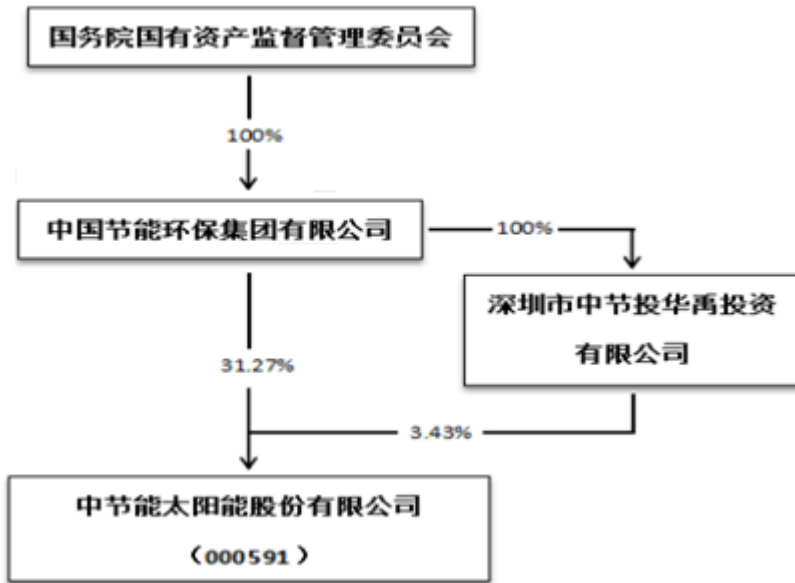 国务院国有资产监督管理委员会
100%
中国节能环保集团有限公司
100%
深圳市中节投华禹投资
有限公司
31.27%
3.43%
中节能太阳能股份有限公司
（000591）